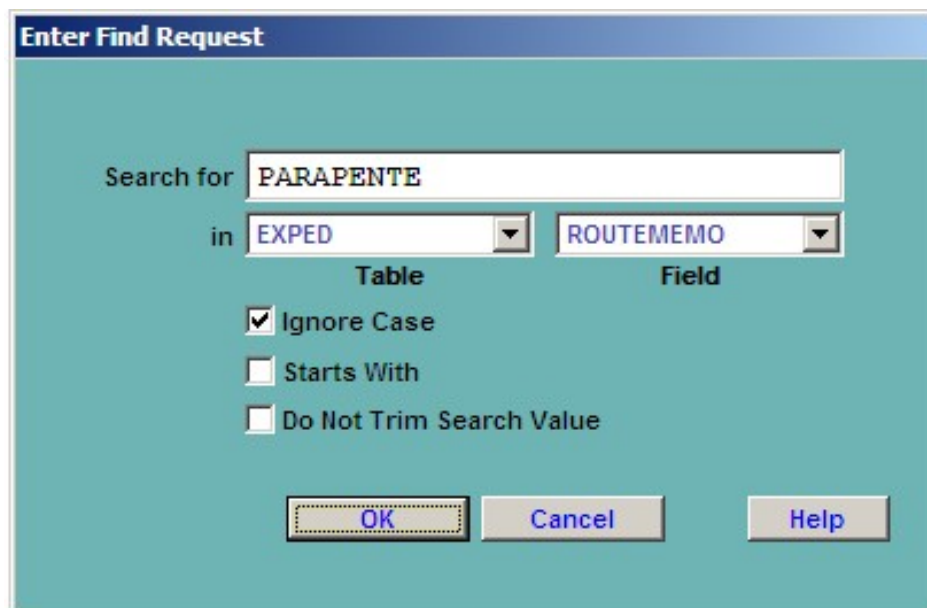 Enter Find Request
Search for PARAPENTE
in EXPED ROUTEMEMO
Table Field
Ignore Case
Starts With
Do Not Trim Search Value
OK Cancel Help